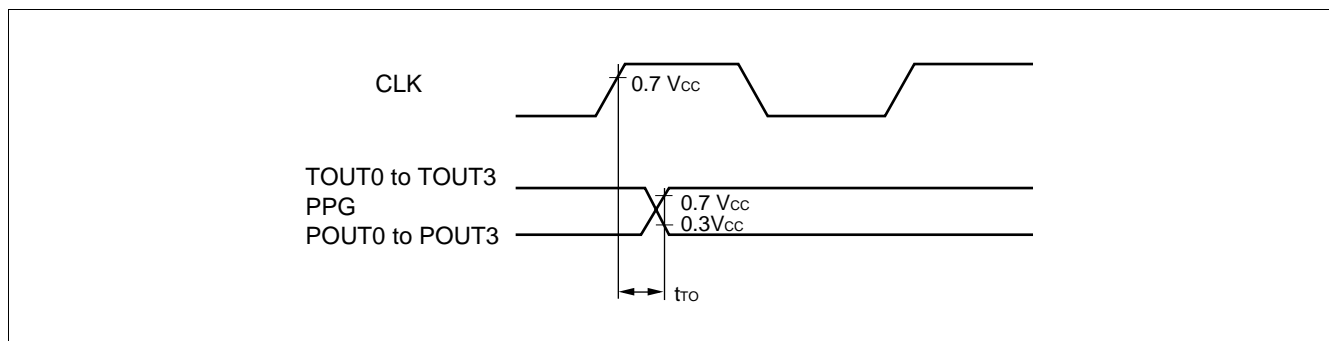 CLK
0.7 Vcc
TOUT0 to TOUT3
PPG
POUT0 to POUT3
0.7 Vcc
0.3Vcc
tTO